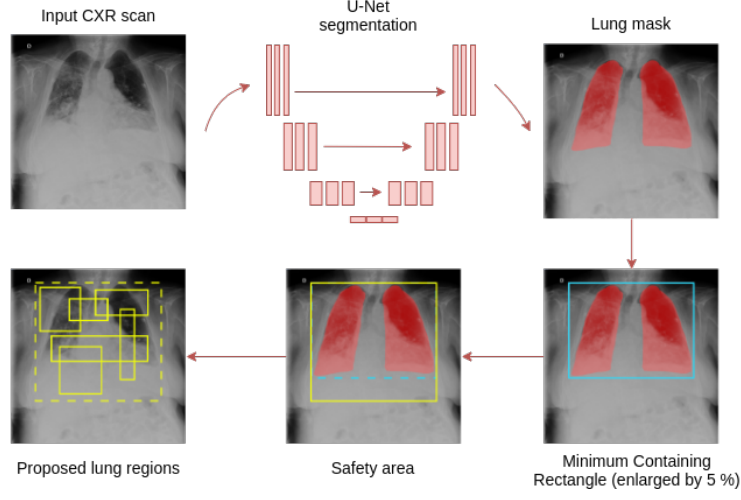 Input CXR scan
U-Net
segmentation
Lung mask
Proposed lung regions
Safety area
Minimum Containing
Rectangle (enlarged by 5 %)